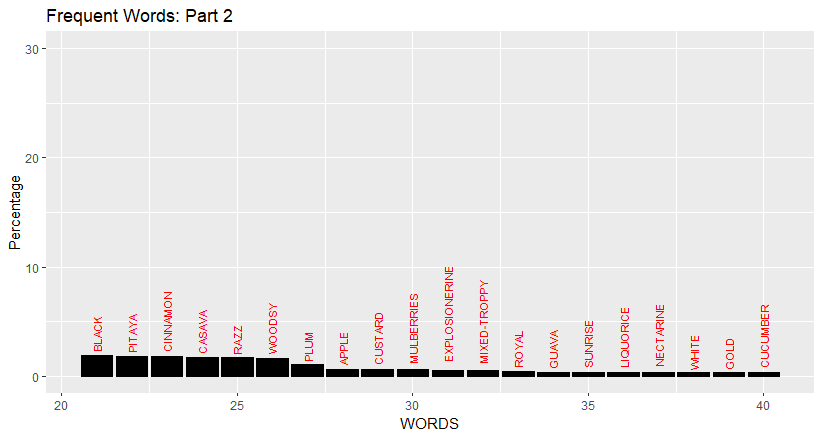 Frequent Words: Part 2
Percentage
30
20
10
0
BLACK
PITAYA
CINNAMON
CASAVA
RAZZ
WOODSY
PLUM
APPLE
CUSTARD
MULBERRIES
EXPLOSIONERINE
MIXED-TROPPY
ROYAL
GUAVA
SUNRISE
LIQUORICE
NECTARINE
WHITE
GOLD
CUCUMBER
20
25
30
35
40
WORDS